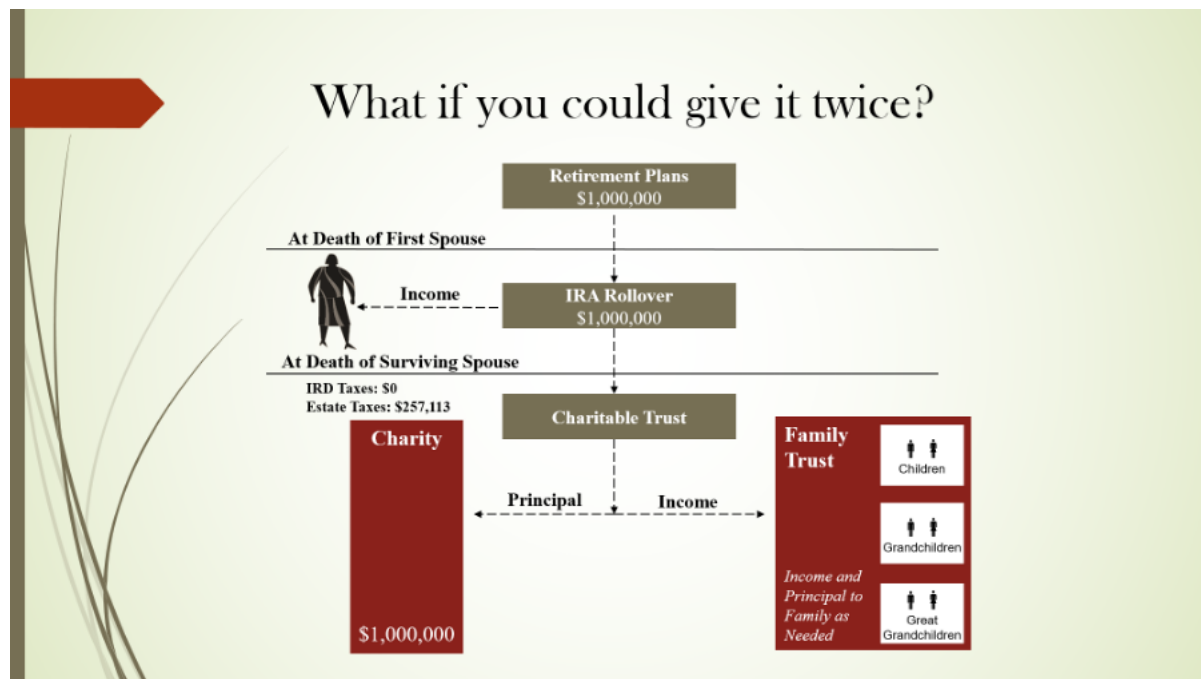 What if you could give it twice?
Retirement Plans
$1,000,000
At Death of First Spouse
Income
IRA Rollover
$1,000,000
At Death of Surviving Spouse
IRD Taxes: $0
Estate Taxes: $257,113
Charitable Trust
Charity
Principal
Income
$1,000,000
Family
Trust
Children
Grandchildren
Income and
Principal to
Family as
Needed
Great
Grandchildren